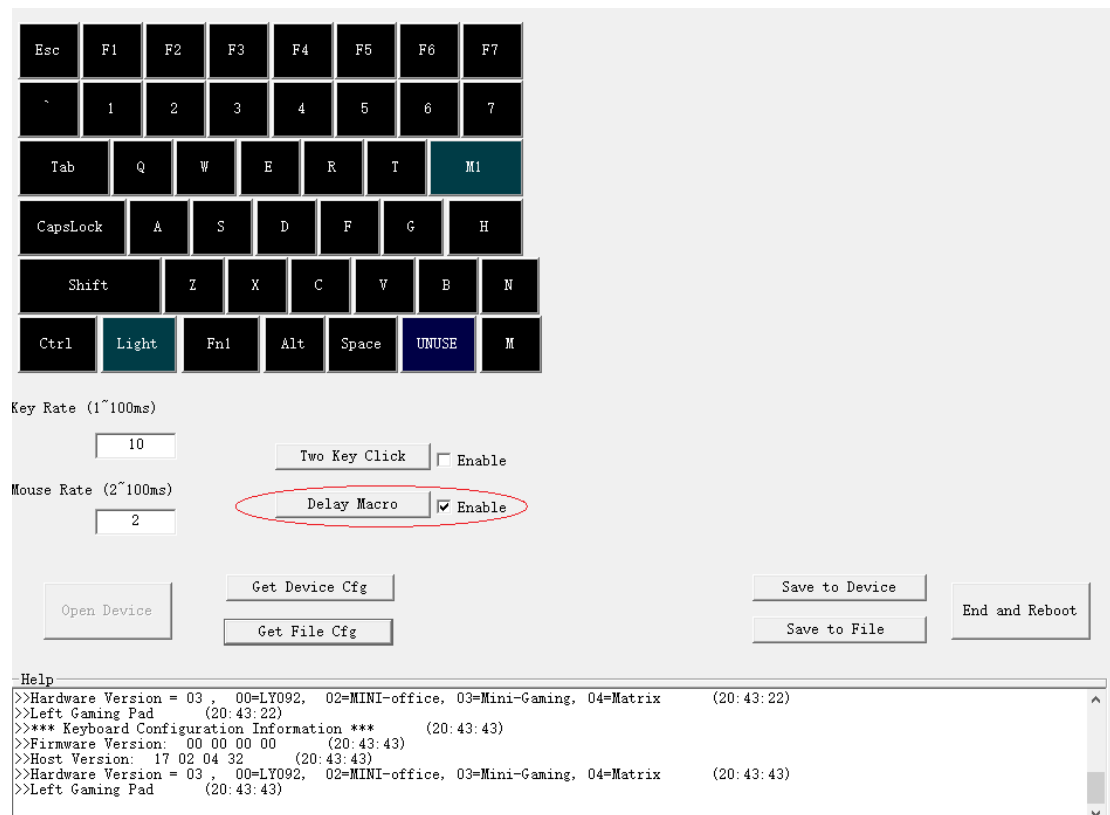 Esc F1 F2 F3 F4 F5 F6 F7
` 1 2 3 4 5 6 7
Tab Q W E R T M1
CapsLock A S D F G H
Shift Z X C V B N
Ctrl Light Fn1 Alt Space UNUSE M
Key Rate (1~100ms)
10
Two Key Click Enable
Mouse Rate (2~100ms)
Delay Macro Enable
2
Get Device Cfg Save to Device
Open Device End and Reboot
Get File Cfg Save to File
Help
>>Hardware Version = 03 , 00=LY092, 02=MINI-office, 03=Mini-Gaming, 04=Matrix (20:43:22)
>>Left Gaming Pad (20:43:22)
>>*** Keyboard Configuration Information *** (20:43:43)
>>Firmware Version: 00 00 00 00 (20:43:43)
>>Host Version: 17 02 04 32 (20:43:43)
>>Hardware Version = 03 , 00=LY092, 02=MINI-office, 03=Mini-Gaming, 04=Matrix (20:43:43)
>>Left Gaming Pad (20:43:43)